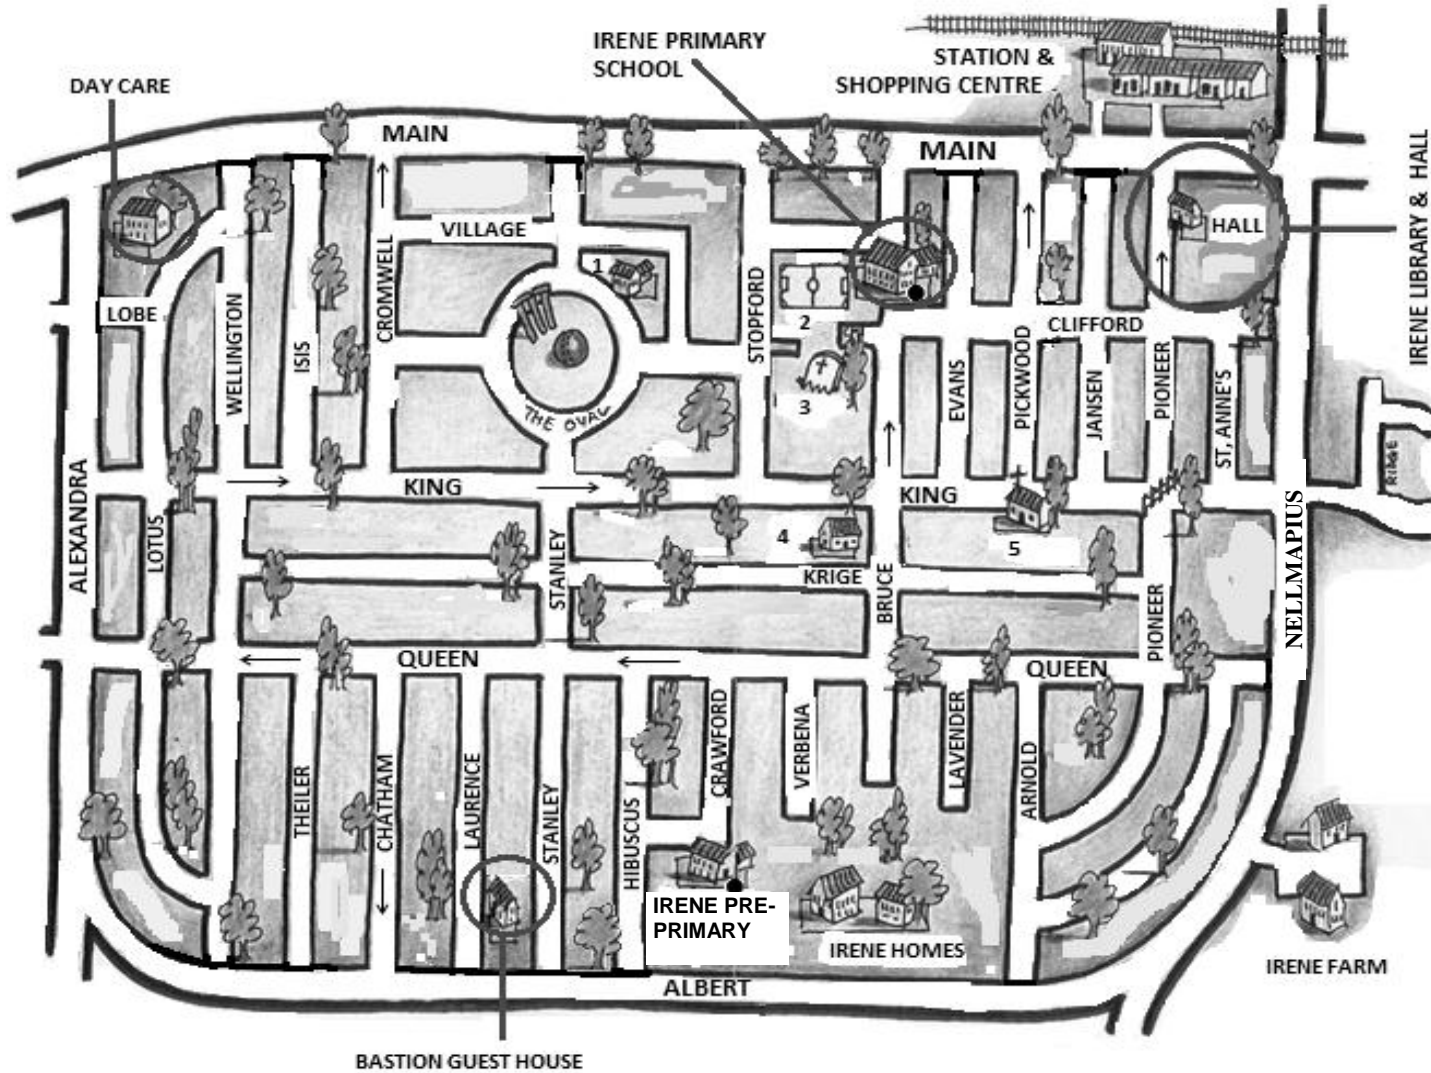 IRENE PRIMARY
SCHOOL
STATION &
SHOPPING CENTRE
DAY CARE
MAIN
MAIN
IRENE LIBRARY & HALL
HALL
VILLAGE
1
CROMWELL
LOBE
WELLINGTON
ISIS
STOPFORD
2
CLIFFORD
THE OVAL
3
EVANS
PICKWOOD
JANSEN
PIONEER
ST, ANNE'S
RIDGE
ALEXANDRA
LOTUS
KING
KING
NELLMAPIUS
STANLEY
4
5
KRIGE
BRUCE
PIONEER
QUEEN
QUEEN
THEILER
CHATHAM
LAURENCE
STANLEY
HIBUSCUS
CRAWFORD
VERBENA
LAVENDER
ARNOLD
IRENE PRE-
PRIMARY
IRENE HOMES
IRENE FARM
ALBERT
BASTION GUEST HOUSE